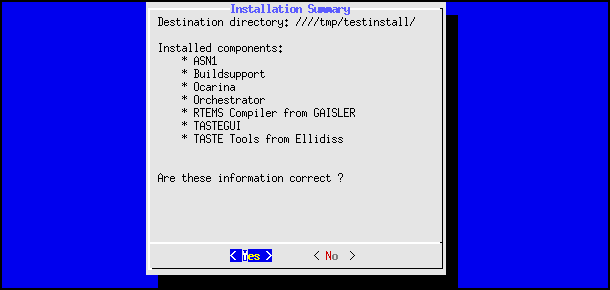 Installation Summary
Destination directory: ////tmp/testinstall/
Installed components:
* ASN1
* Buildsupport
* Ocarina
* Orchestrator
* RTEMS Compiler from GAISLER
* TASTEGUI
* TASTE Tools from Ellidiss
Are these information correct ?
< Yes > < No >